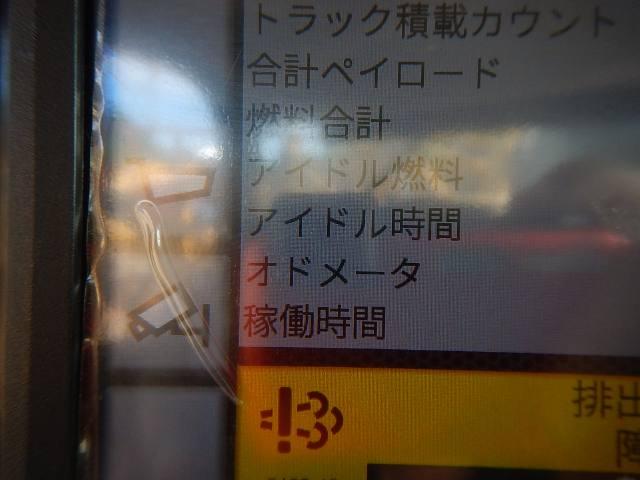 トラック積載カウント
合計ペイロード
燃料合計
アイドル燃料
アイドル時間
オドメータ
稼働時間
排出